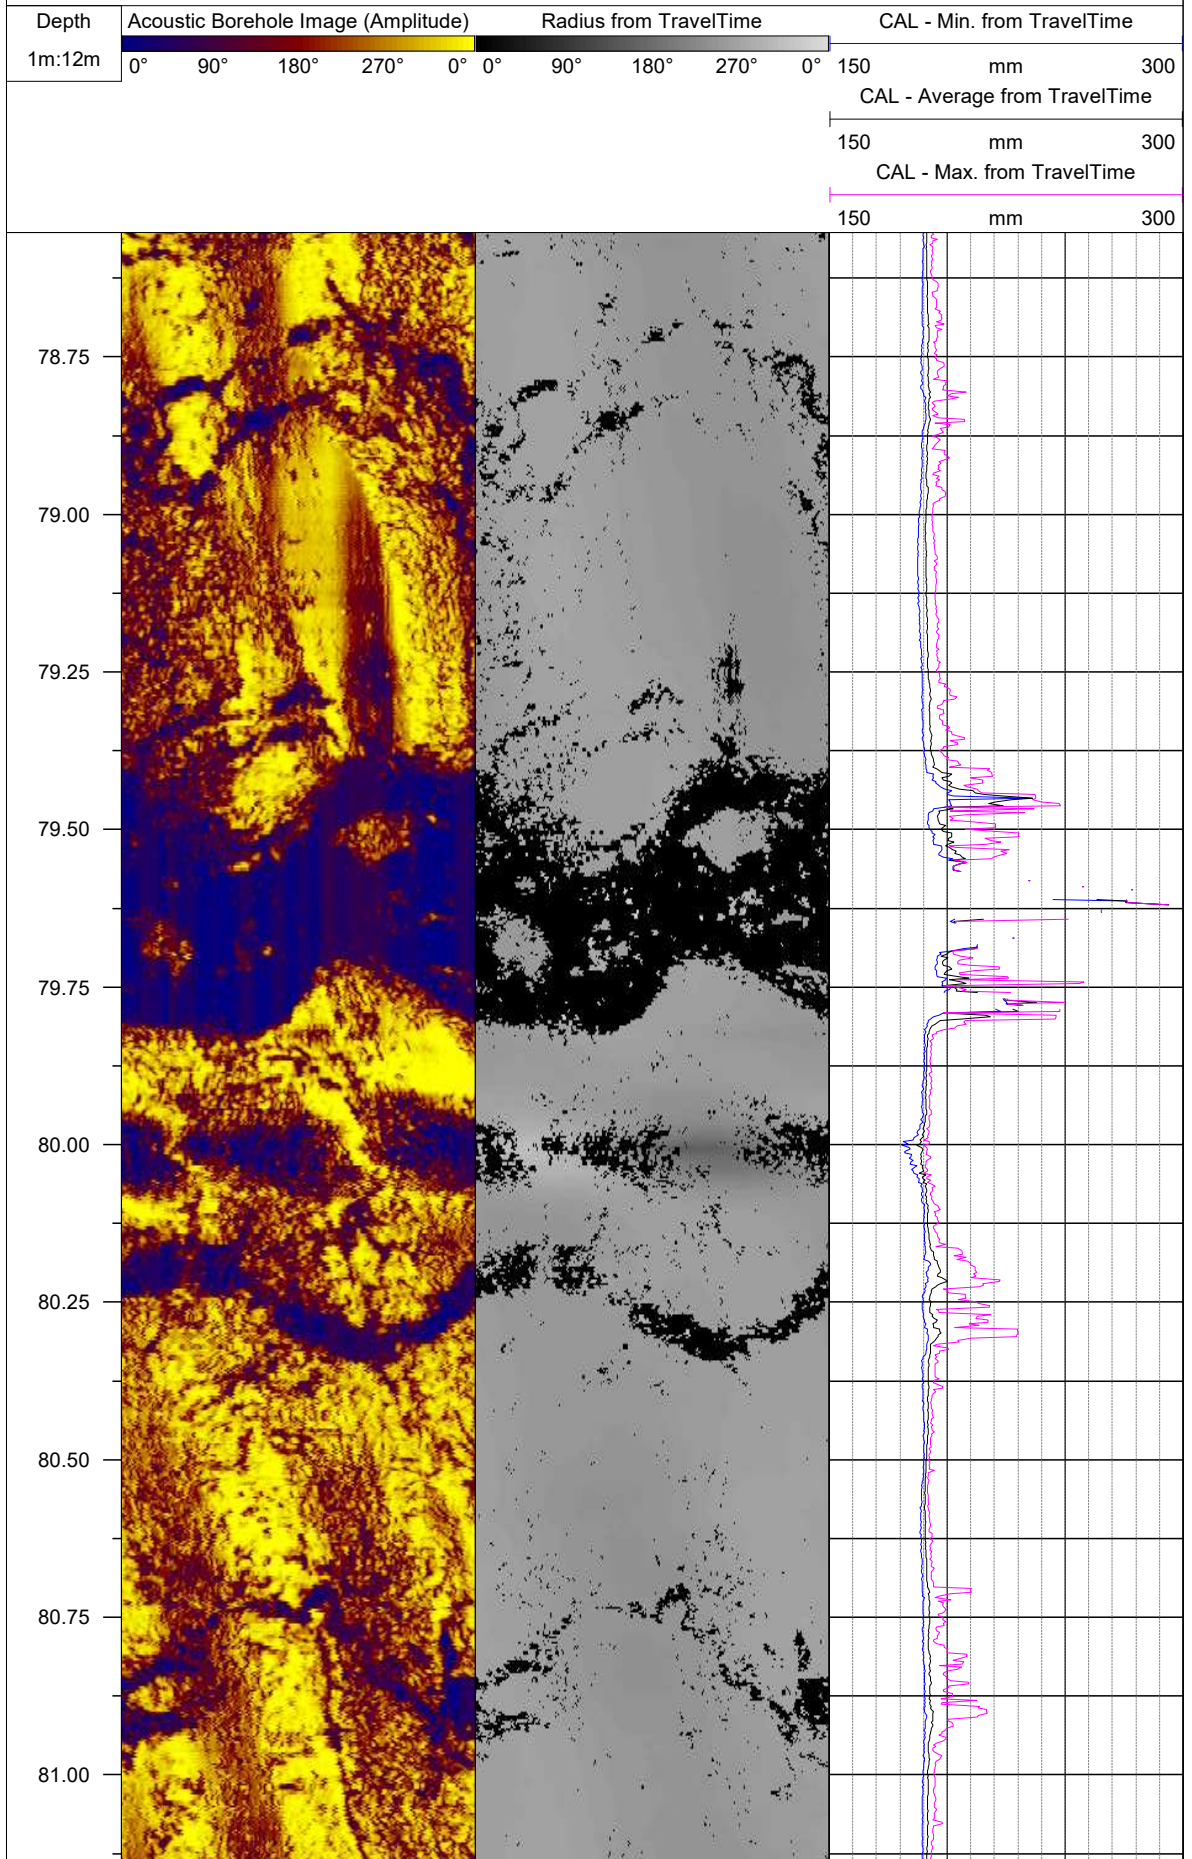 Depth
1m:12m
Acoustic Borehole Image (Amplitude)
0° 90° 180° 270° 0°
Radius from TravelTime
0° 90° 180° 270° 0°
CAL - Min. from TravelTime
150 mm 300
CAL - Average from TravelTime
150 mm 300
CAL - Max. from TravelTime
150 mm 300
78.75
79.00
79.25
79.50
79.75
80.00
80.25
80.50
80.75
81.00